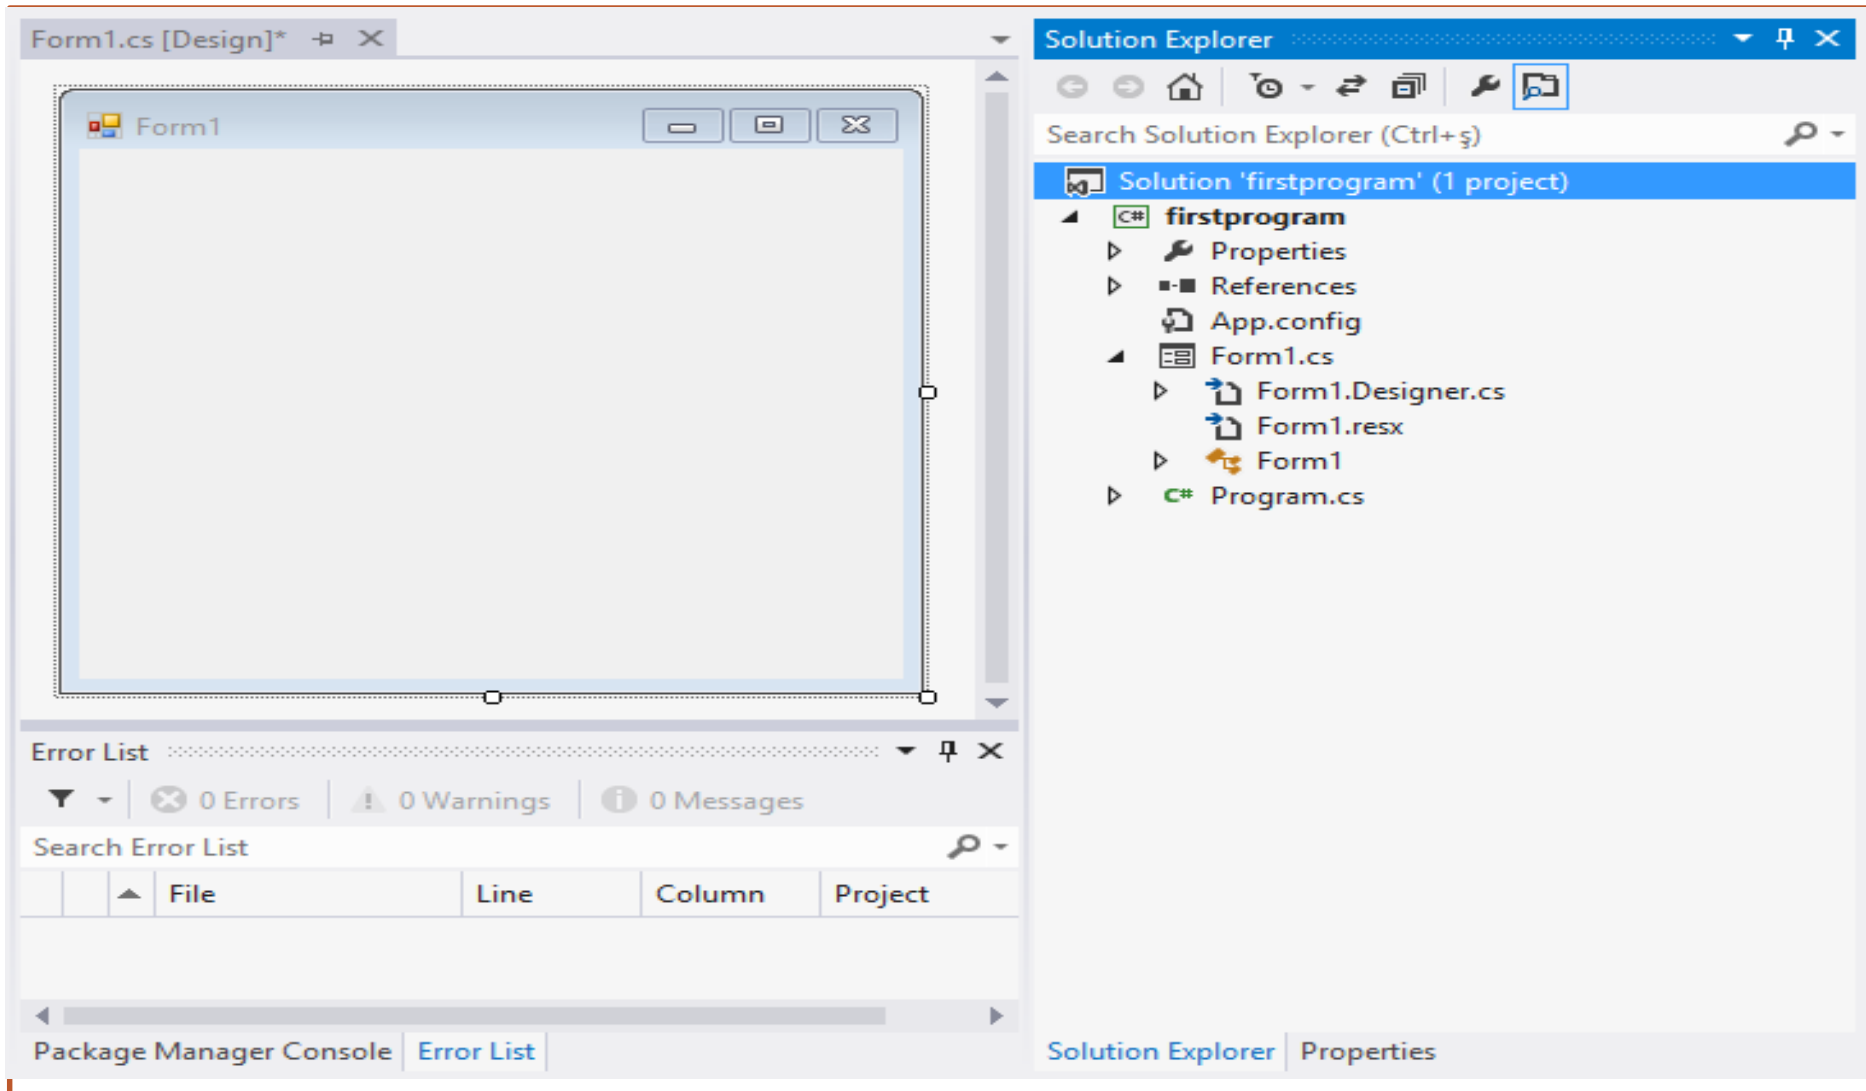 Form1.cs [Design]*
Form1
Error List
0 Errors
0 Warnings
0 Messages
Search Error List
File
Line
Column
Project
Package Manager Console
Error List
Solution Explorer
Search Solution Explorer (Ctrl+ş)
Solution 'firstprogram' (1 project)
C# firstprogram
Properties
References
App.config
Form1.cs
Form1.Designer.cs
Form1.resx
Form1
C# Program.cs
Solution Explorer
Properties